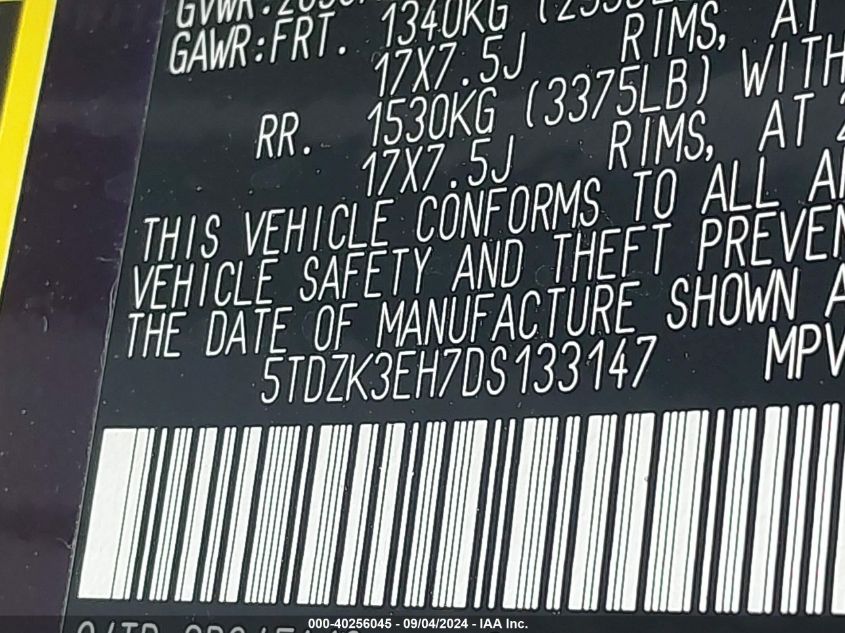 GVWR:
GAWR:FRT. 1340KG RIMS, AT
17X7.5J
RR. 1530KG (3375LB) WITH
17X7.5J RIMS, AT
THIS VEHICLE CONFORMS TO ALL
VEHICLE SAFETY AND THEFT
THE DATE OF MANUFACTURE SHOWN
5TDZK3EH7DS133147 MPV
000-40256045 - 09/04/2024 - IAA Inc.